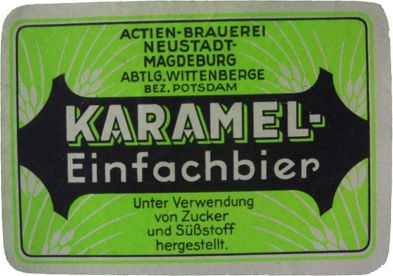 ACTIEN-BRAUEREI
NEUSTADT-
MAGDEBURG
ABTLG. WITTENBERGE
BEZ. POTSDAM
KARAMEL-
Einfachbier
Unter Verwendung
von Zucker
und Süßstoff
hergestellt.